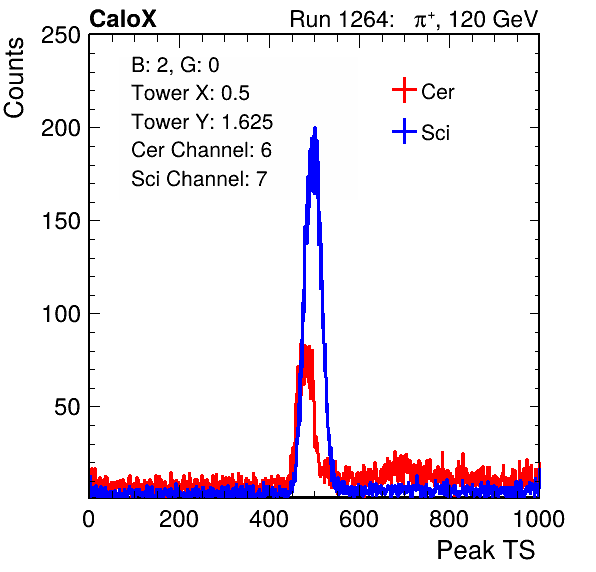 CaloX Run 1264: π⁺, 120 GeV
Counts
250
200
150
100
50
B: 2, G: 0
Tower X: 0.5
Tower Y: 1.625
Cer Channel: 6
Sci Channel: 7
Cer
Sci
0 200 400 600 800 1000
Peak TS